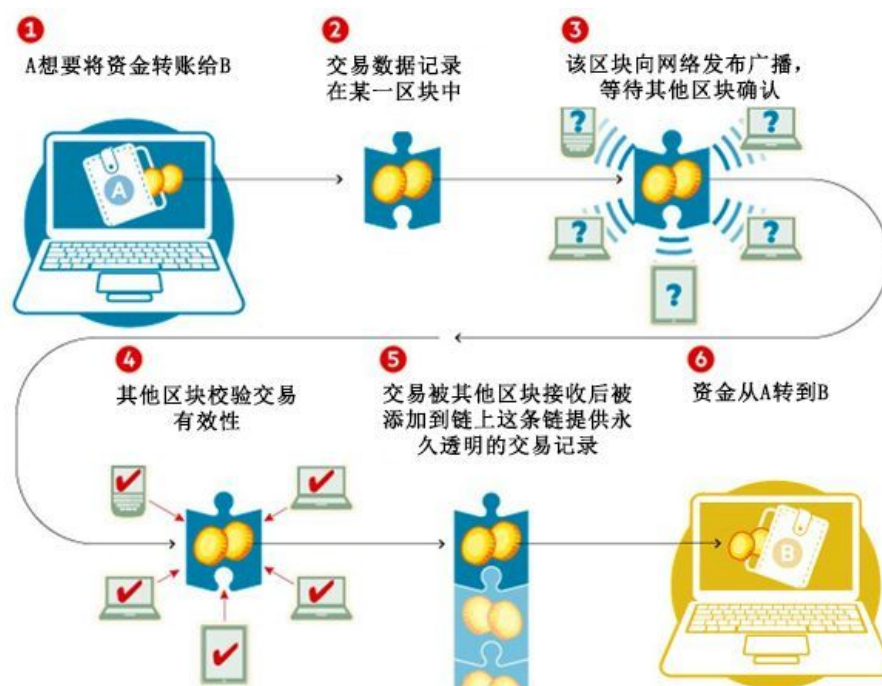 1
A想要将资金转账给B
2
交易数据记录
在某一区块中
3
该区块向网络发布广播，
等待其他区块确认
A
?
?
?
?
?
4
其他区块校验交易
有效性
5
交易被其他区块接收后被
添加到链上这条链提供永
久透明的交易记录
6
资金从A转到B
B